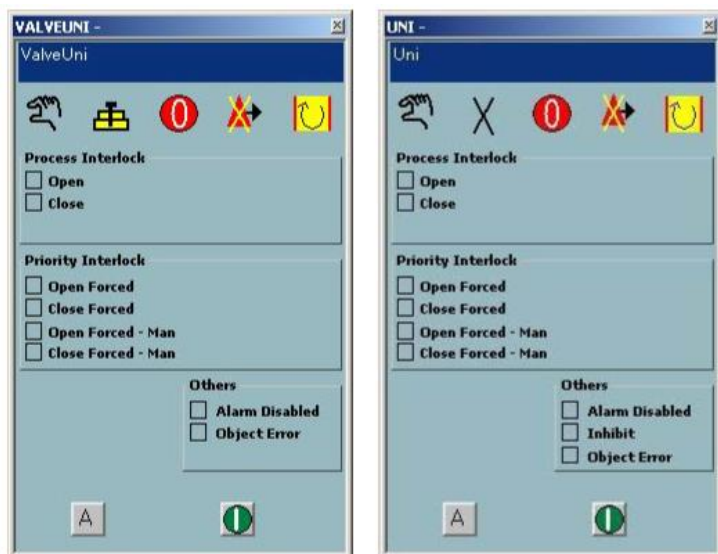 VALVEUNI -
ValveUni
0
Process Interlock
Open
Close
Priority Interlock
Open Forced
Close Forced
Open Forced - Man
Close Forced - Man
Others
Alarm Disabled
Object Error
A
UNI -
Uni
0
Process Interlock
Open
Close
Priority Interlock
Open Forced
Close Forced
Open Forced - Man
Close Forced - Man
Others
Alarm Disabled
Inhibit
Object Error
A